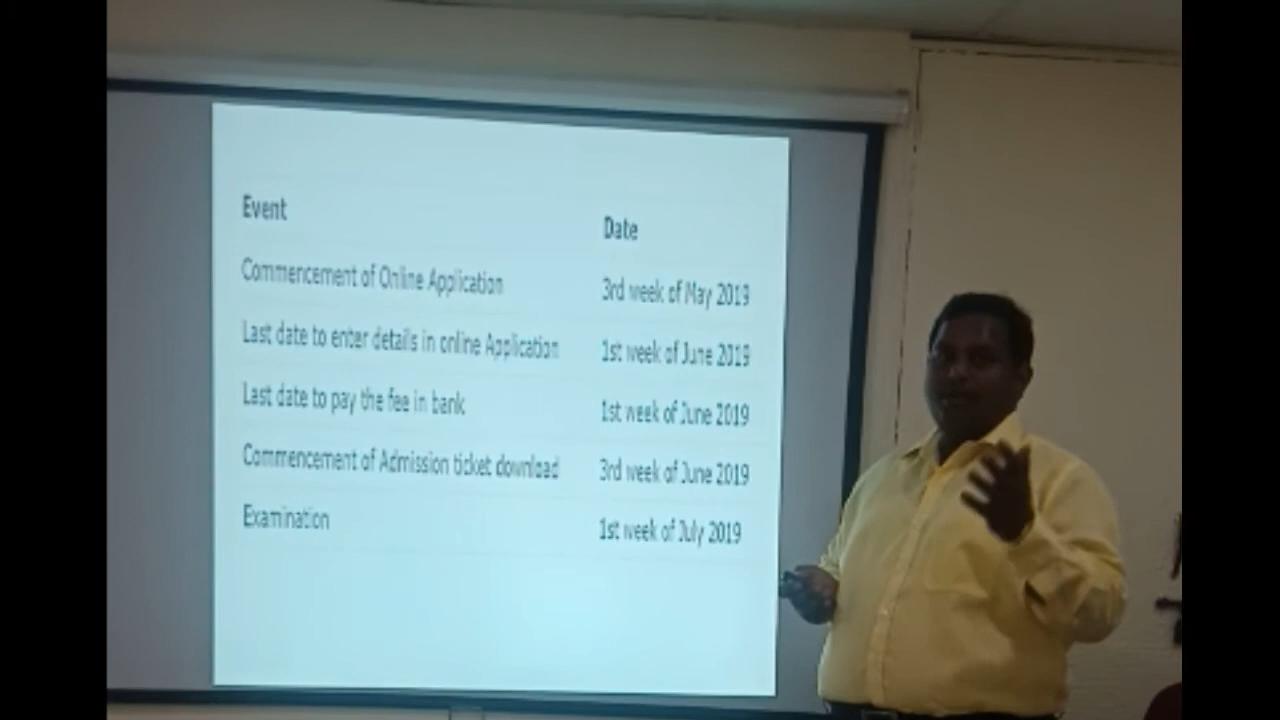 Event Date
Commencement of Online Application 3rd week of May 2019
Last date to enter details in online Application 1st week of June 2019
Last date to pay the fee in bank 1st week of June 2019
Commencement of Admission ticket download 3rd week of June 2019
Examination 1st week of July 2019